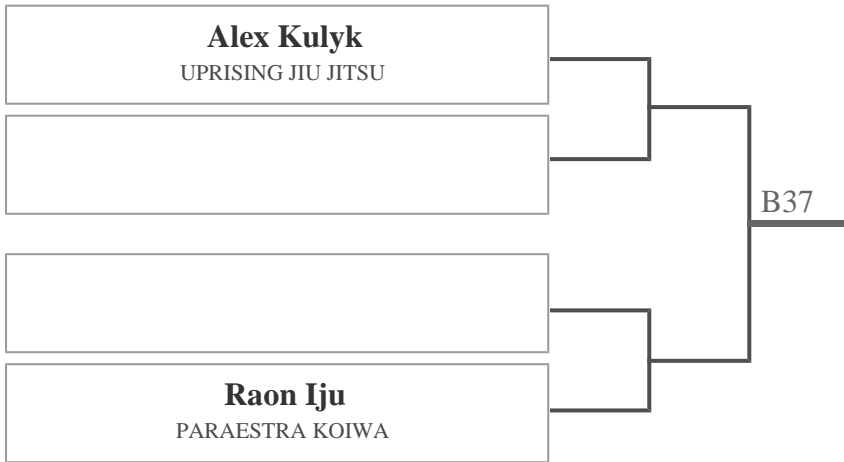 Alex Kulyk
UPRISING JIU JITSU
B37
Raon Iju
PARAESTRA KOIWA